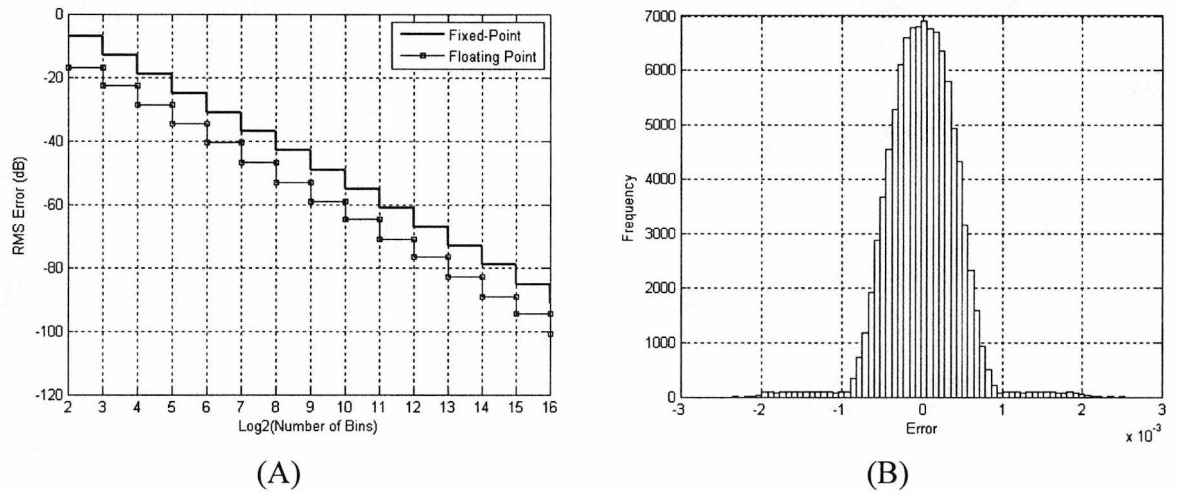 0
-20
-40
-60
-80
-100
-120
RMS Error (dB)
2 3 4 5 6 7 8 9 10 11 12 13 14 15 16
Log2(Number of Bins)
Fixed-Point
Floating Point
(A)
7000
6000
5000
4000
3000
2000
1000
0
Frequency
-3 -2 -1 0 1 2 3
Error
x 10-3
(B)